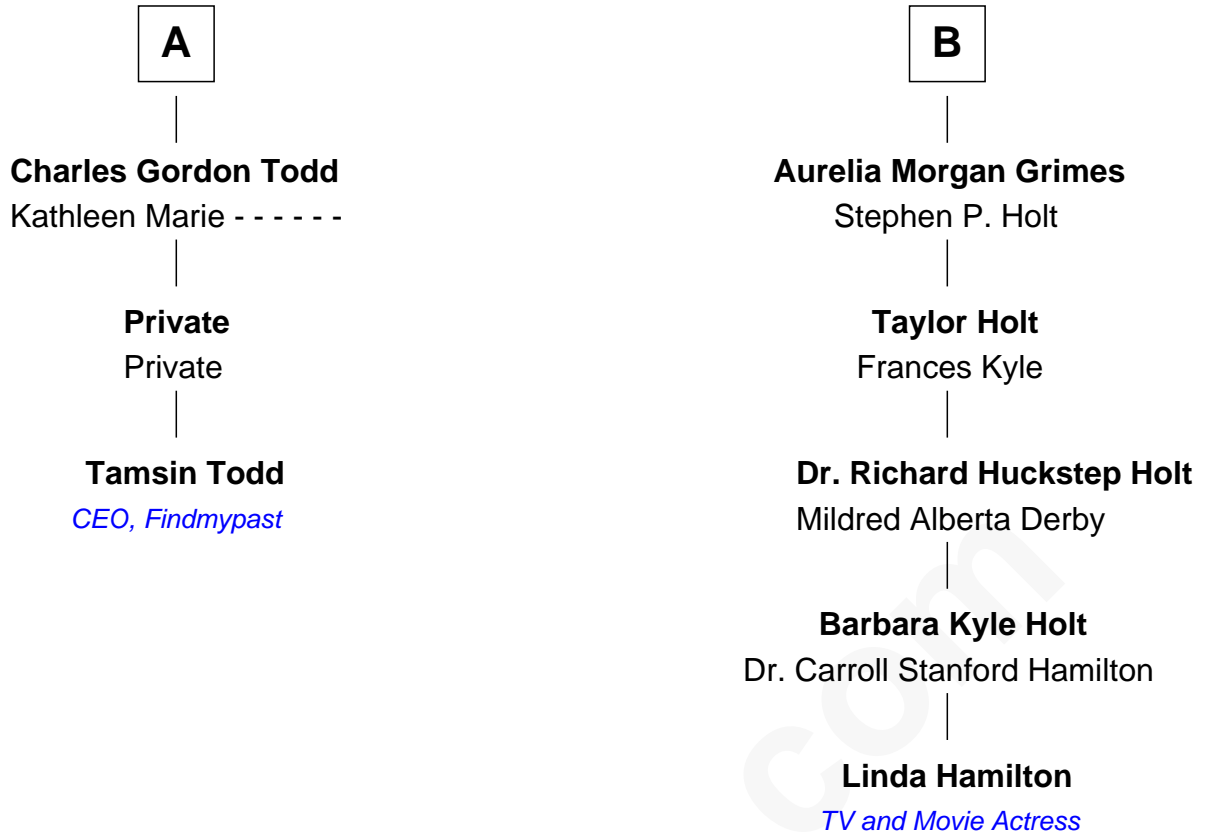 A
Charles Gordon Todd
Kathleen Marie - - - - - -
Private
Private
Tamsin Todd
CEO, Findmypast
B
Aurelia Morgan Grimes
Stephen P. Holt
Taylor Holt
Frances Kyle
Dr. Richard Huckstep Holt
Mildred Alberta Derby
Barbara Kyle Holt
Dr. Carroll Stanford Hamilton
Linda Hamilton
TV and Movie Actress
com